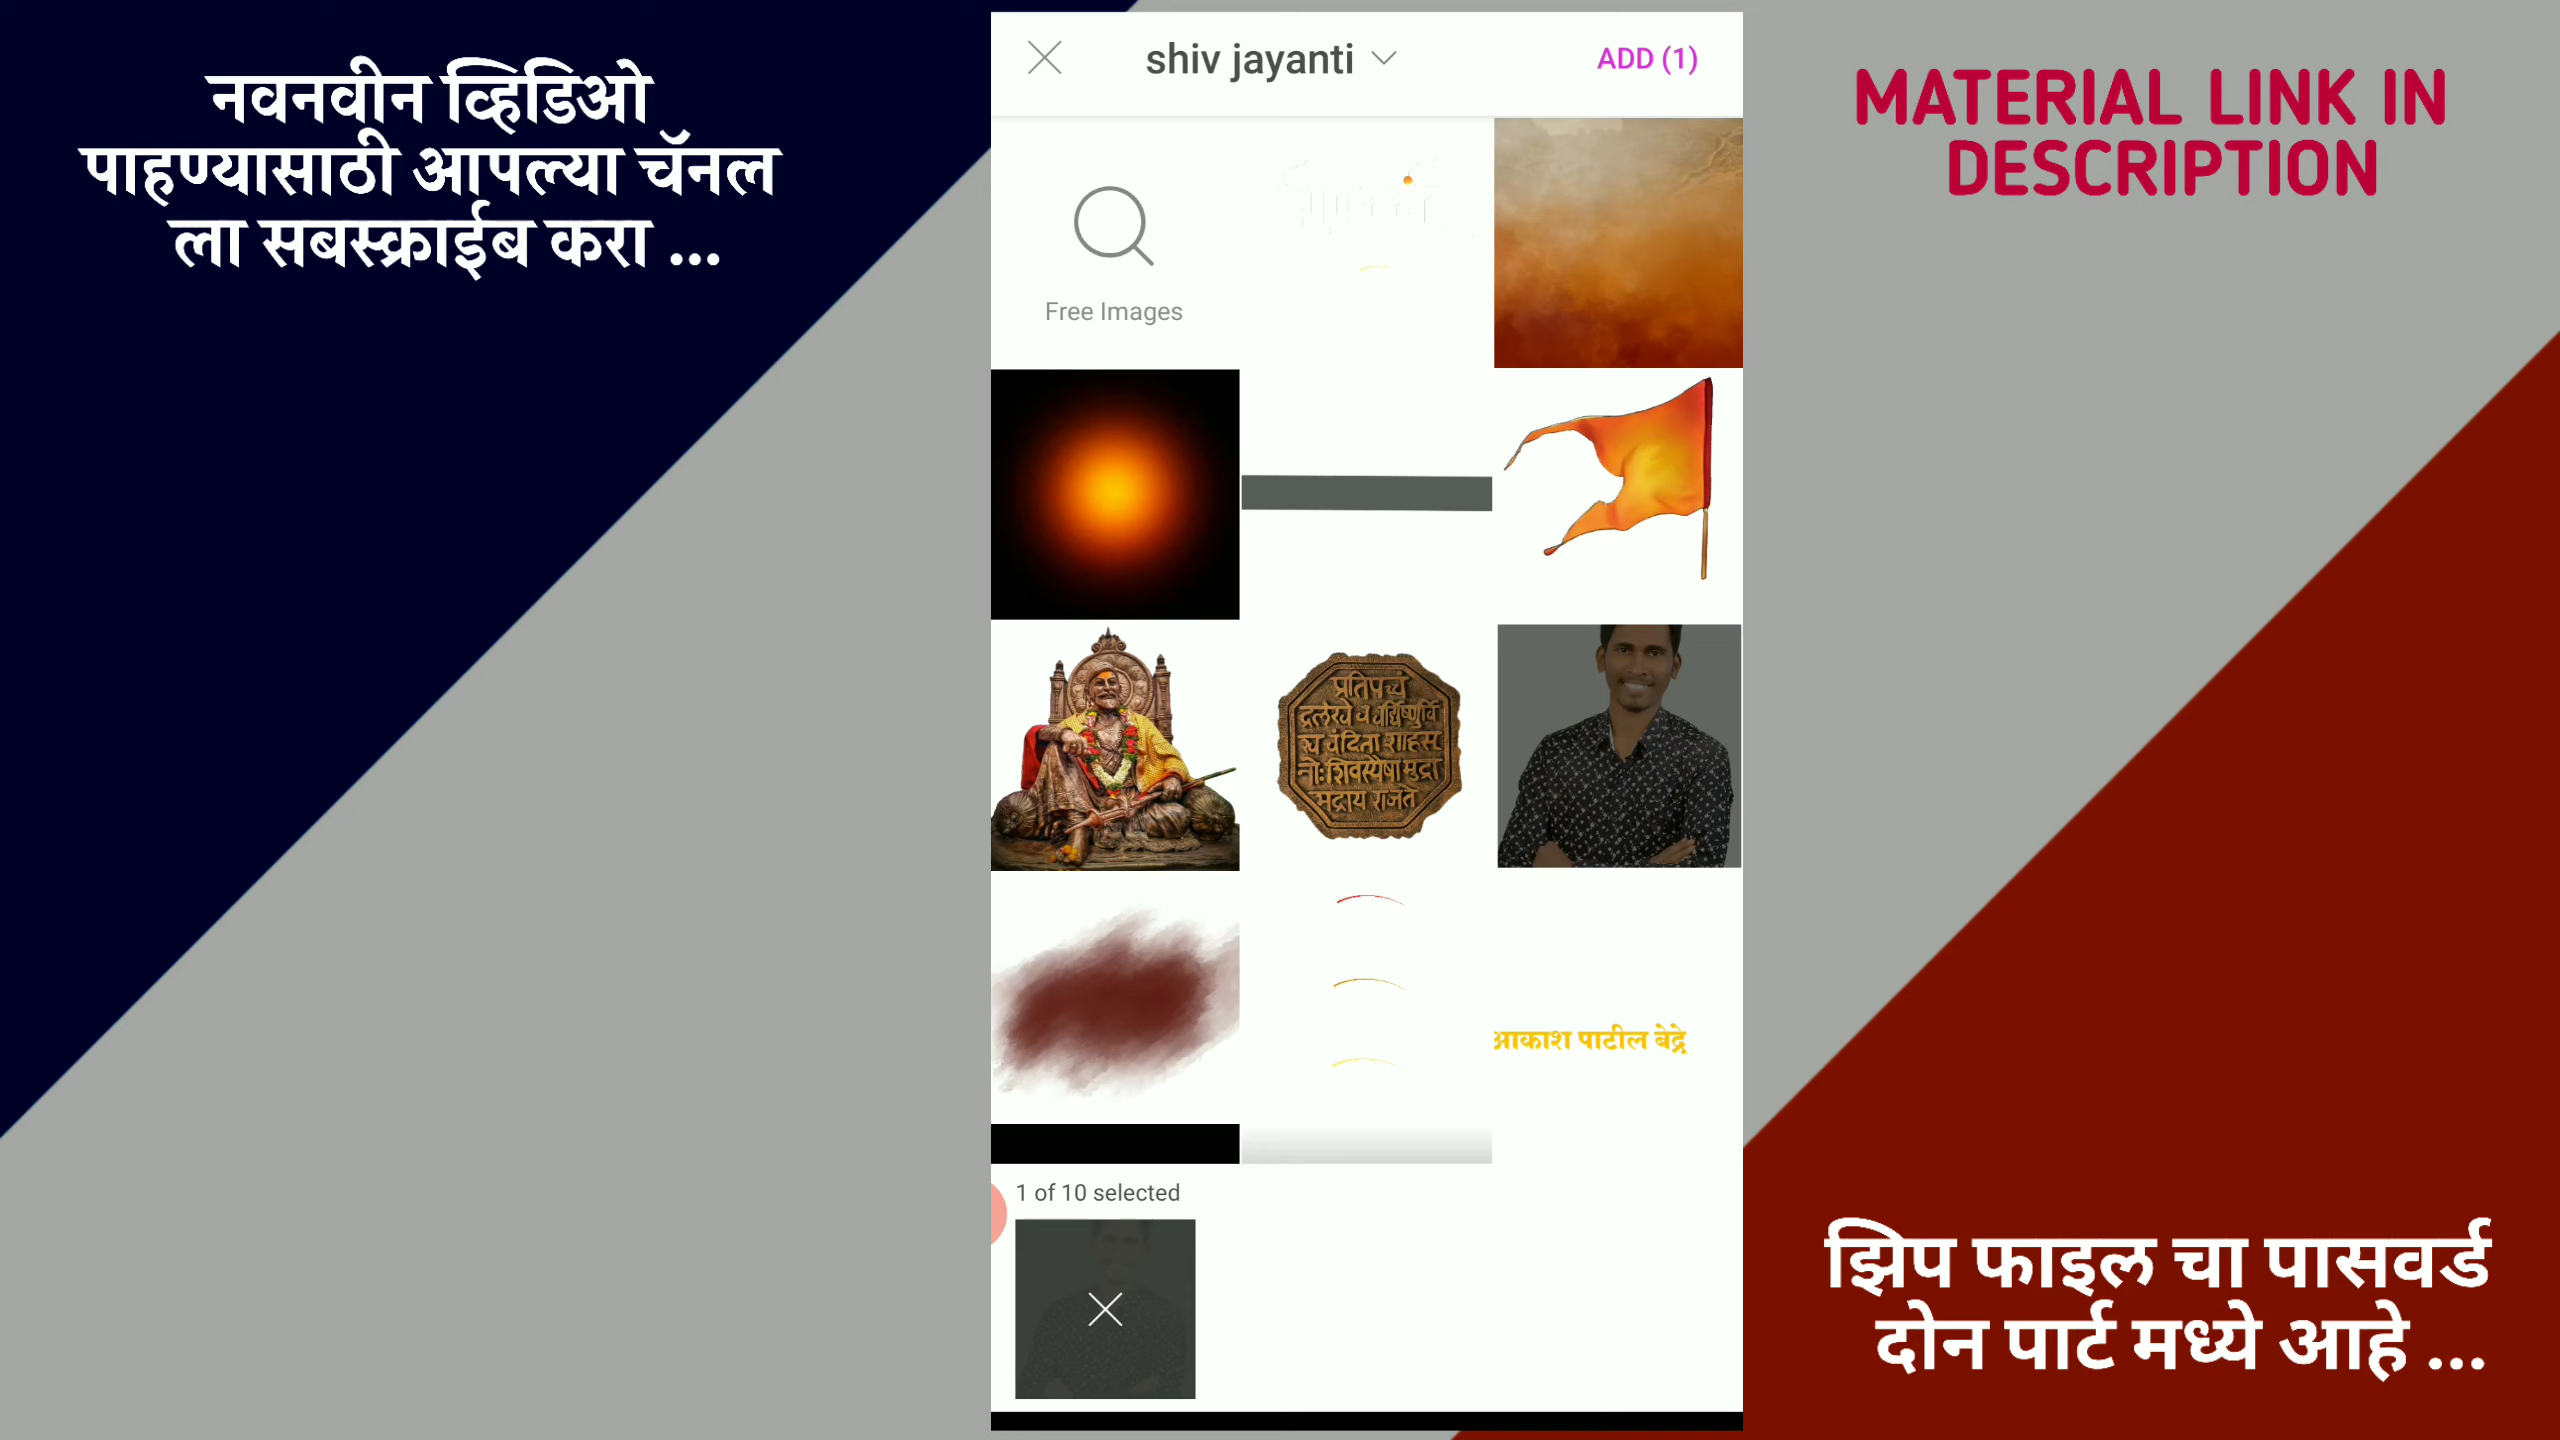 नवनवीन व्हिडिओ
पाहण्यासाठी आपल्या चॅनल
ला सबस्क्राईब करा ...
shiv jayanti
ADD (1)
MATERIAL LINK IN
DESCRIPTION
Free Images
आकाश पाटील बेद्रे
1 of 10 selected
झिप फाइल चा पासवर्ड
दोन पार्ट मध्ये आहे ...